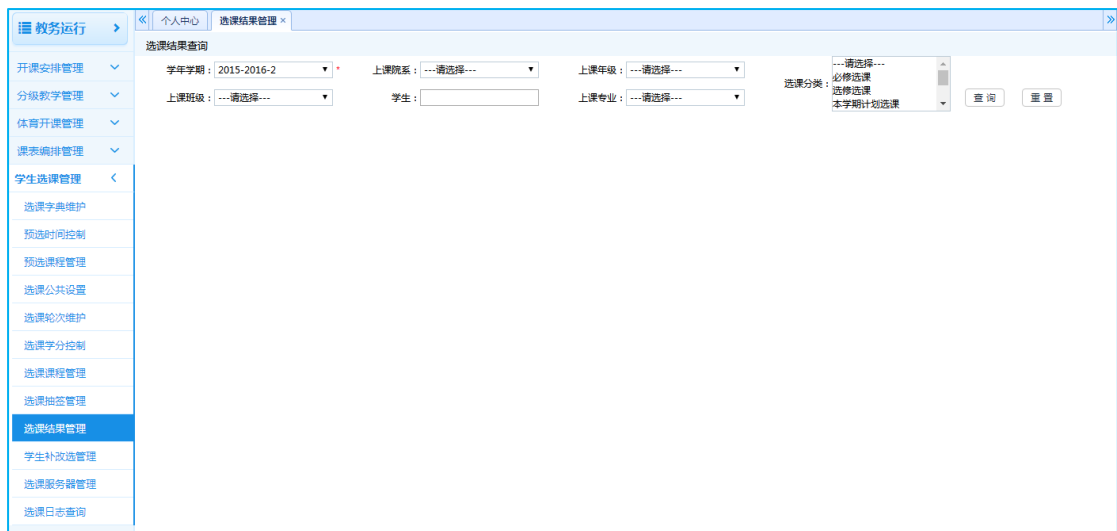 教务运行
个人中心 选课结果管理 ×
选课结果查询
学年学期： 2015-2016-2 * 上课院系： ---请选择--- 上课年级： ---请选择--- 选课分类： ---请选择---
必修选课
选修选课
本学期计划选课
上课班级： ---请选择--- 学生： 上课专业： ---请选择--- 查 询 重 置
开课安排管理
分级教学管理
体育开课管理
课表编排管理
学生选课管理
选课字典维护
预选时间控制
预选课程管理
选课公共设置
选课轮次维护
选课学分控制
选课课程管理
选课抽签管理
选课结果管理
学生补改选管理
选课服务器管理
选课日志查询